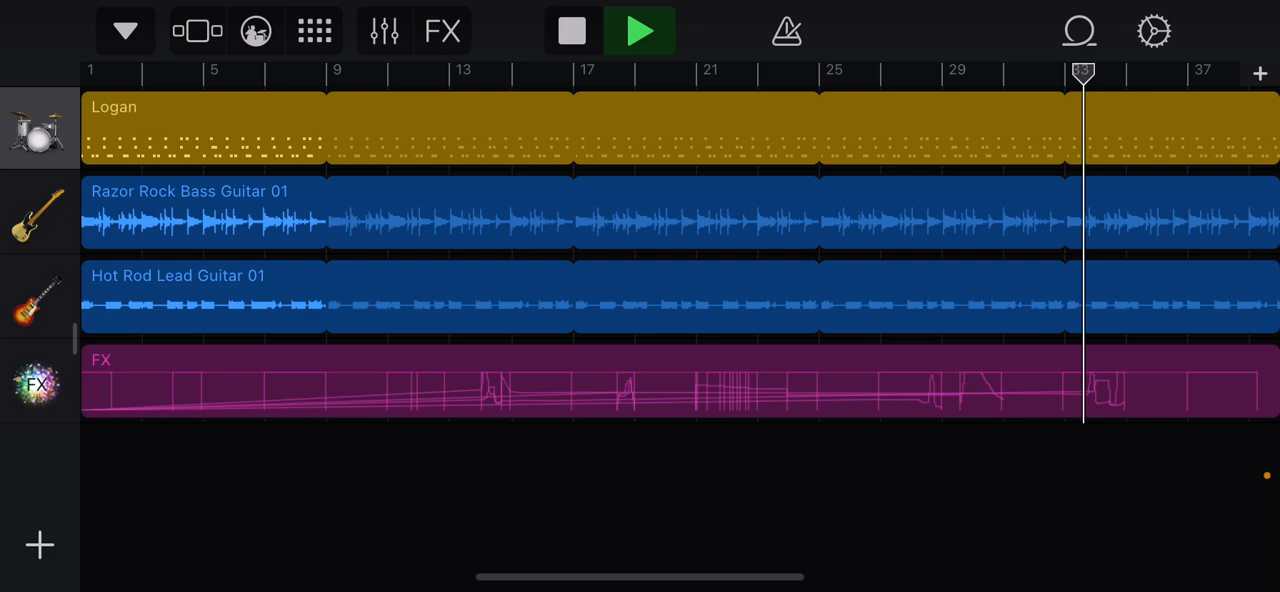 FX
1 5 9 13 17 21 25 29 33 37
Logan
Razor Rock Bass Guitar 01
Hot Rod Lead Guitar 01
FX
FX